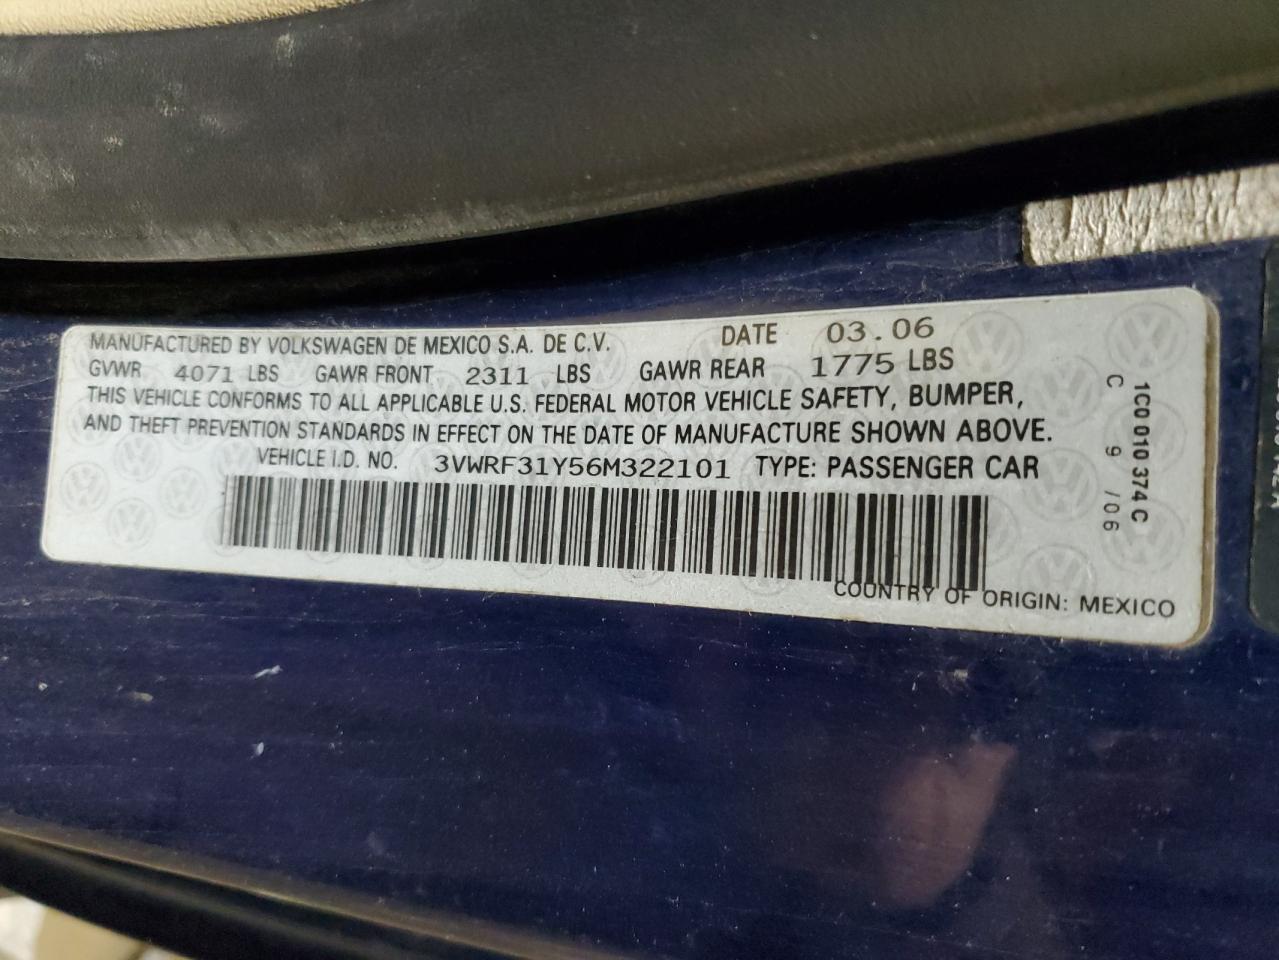 MANUFACTURED BY VOLKSWAGEN DE MEXICO S.A. DE C.V. DATE 03.06
GVWR 4071 LBS GAWR FRONT 2311 LBS GAWR REAR 1775 LBS
THIS VEHICLE CONFORMS TO ALL APPLICABLE U.S. FEDERAL MOTOR VEHICLE SAFETY, BUMPER,
AND THEFT PREVENTION STANDARDS IN EFFECT ON THE DATE OF MANUFACTURE SHOWN ABOVE.
VEHICLE I.D. NO. 3VWRF31Y56M322101 TYPE: PASSENGER CAR
COUNTRY OF ORIGIN: MEXICO
1C0 010 374 C
C 9 /06